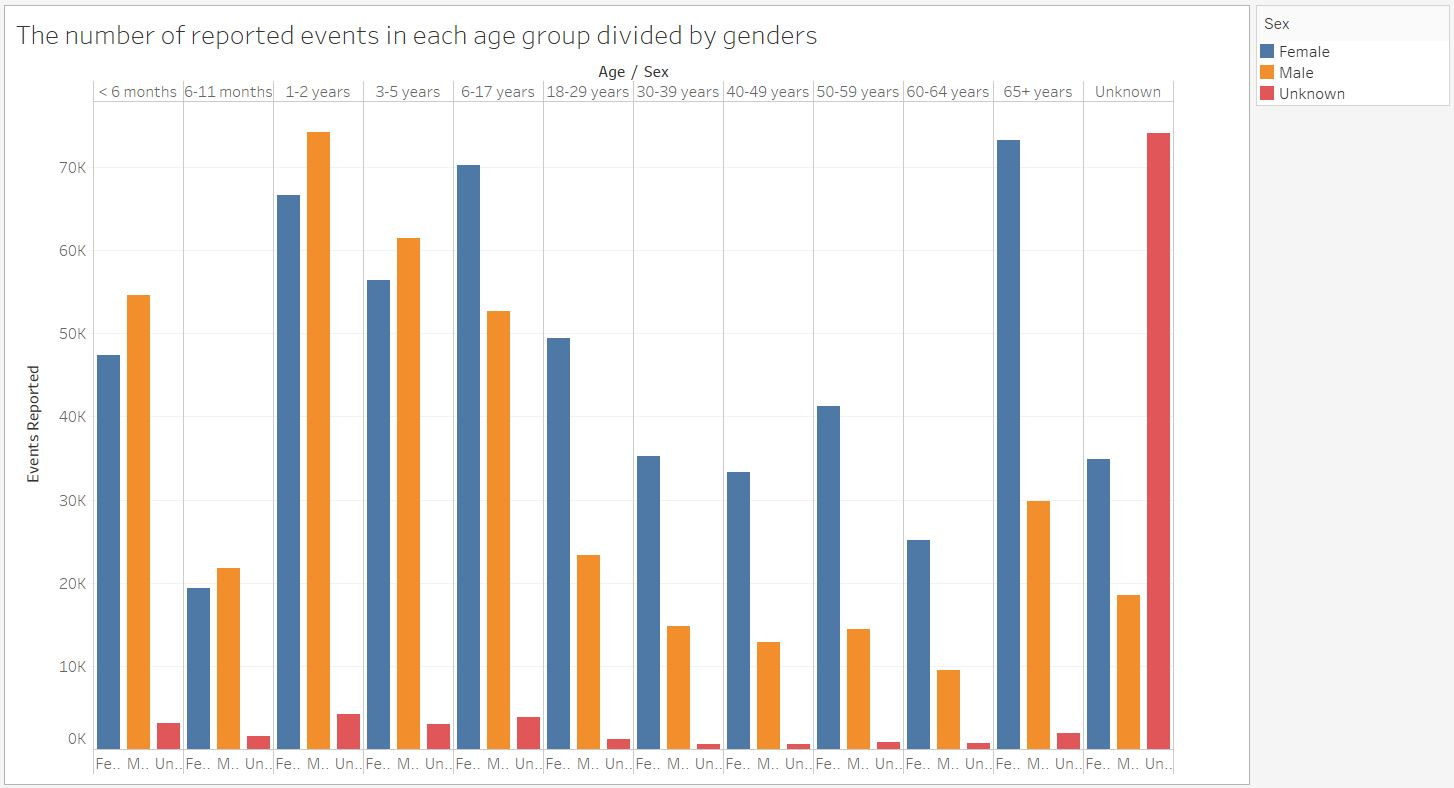 The number of reported events in each age group divided by genders
Age / Sex
< 6 months 6-11 months 1-2 years 3-5 years 6-17 years 18-29 years 30-39 years 40-49 years 50-59 years 60-64 years 65+ years Unknown
70K
60K
50K
40K
30K
20K
10K
0K
Events Reported
Fe.. M.. Un.. Fe.. M.. Un.. Fe.. M.. Un.. Fe.. M.. Un.. Fe.. M.. Un.. Fe.. M.. Un.. Fe.. M.. Un.. Fe.. M.. Un.. Fe.. M.. Un.. Fe.. M.. Un.. Fe.. M.. Un.. Fe.. M.. Un..
Sex
Female
Male
Unknown